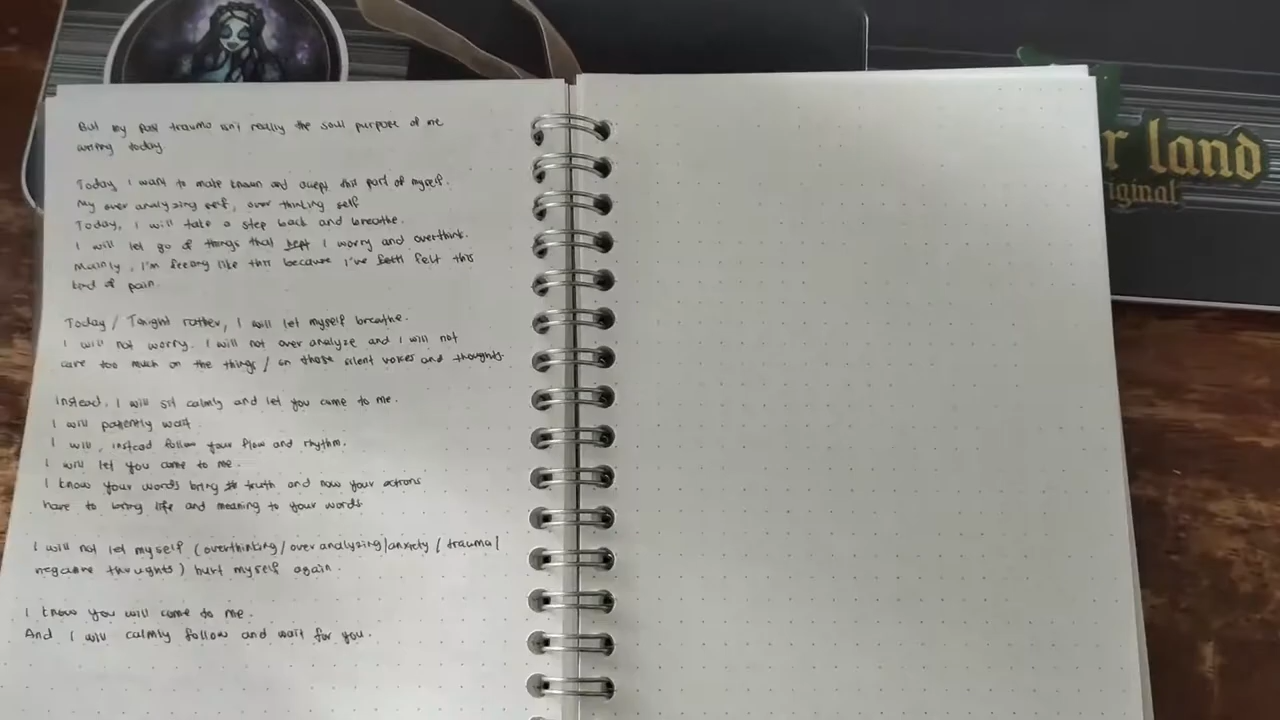 But my past trauma isn't really the soul purpose of me
writing today
Today I want to make known and accept this part of myself.
My over analyzing self, over thinking self
Today, I will take a step back and breathe.
I will let go of things that kept I worry and overthink.
Mainly, I'm feeling like this because I've felt this
kind of pain.
Today / Tonight rather, I will let myself breathe.
I will not worry. I will not over analyze and I will not
care too much on the things / on those silent voices and thoughts.
Instead, I will sit calmly and let you come to me.
I will patiently wait.
I will, instead follow your flow and rhythm.
I will let you come to me.
I know your words bring truth and now your actions
have to bring life and meaning to your words
I will not let myself (overthinking / over analyzing / anxiety / trauma /
negative thoughts) hurt myself again.
I know you will come to me.
And I will calmly follow and wait for you.
r land
iginal